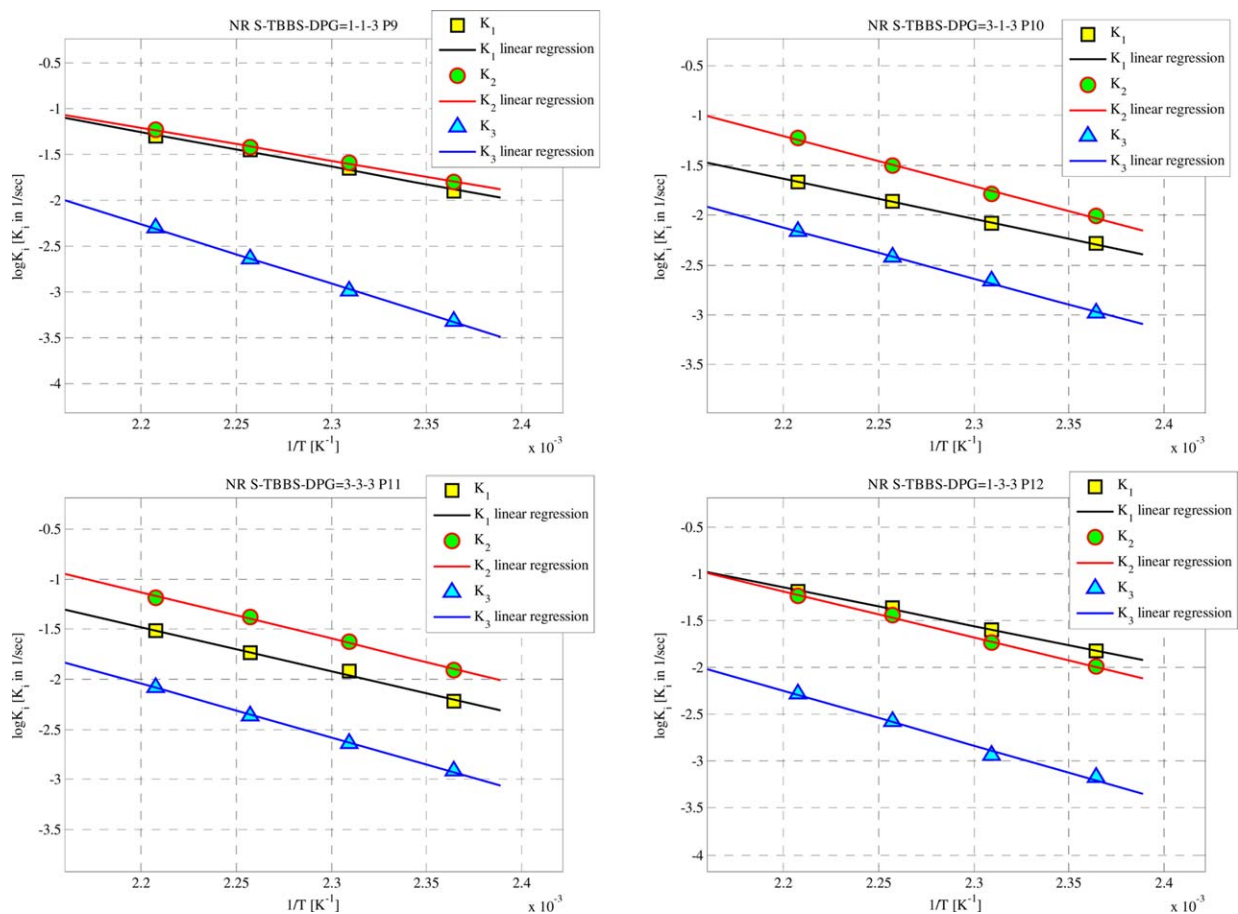 NR S-TBBS-DPG=1-1-3 P9
K1
K1 linear regression
K2
K2 linear regression
K3
K3 linear regression
-0.5
-1
-1.5
-2
-2.5
-3
-3.5
-4
logKi [Ki in 1/sec]
2.2 2.25 2.3 2.35 2.4
1/T [K-1]
x 10-3
NR S-TBBS-DPG=3-1-3 P10
K1
K1 linear regression
K2
K2 linear regression
K3
K3 linear regression
-0.5
-1
-1.5
-2
-2.5
-3
-3.5
logKi [Ki in 1/sec]
2.2 2.25 2.3 2.35 2.4
1/T [K-1]
x 10-3
NR S-TBBS-DPG=3-3-3 P11
K1
K1 linear regression
K2
K2 linear regression
K3
K3 linear regression
-0.5
-1
-1.5
-2
-2.5
-3
-3.5
logKi [Ki in 1/sec]
2.2 2.25 2.3 2.35 2.4
1/T [K-1]
x 10-3
NR S-TBBS-DPG=1-3-3 P12
K1
K1 linear regression
K2
K2 linear regression
K3
K3 linear regression
-0.5
-1
-1.5
-2
-2.5
-3
-3.5
-4
logKi [Ki in 1/sec]
2.2 2.25 2.3 2.35 2.4
1/T [K-1]
x 10-3